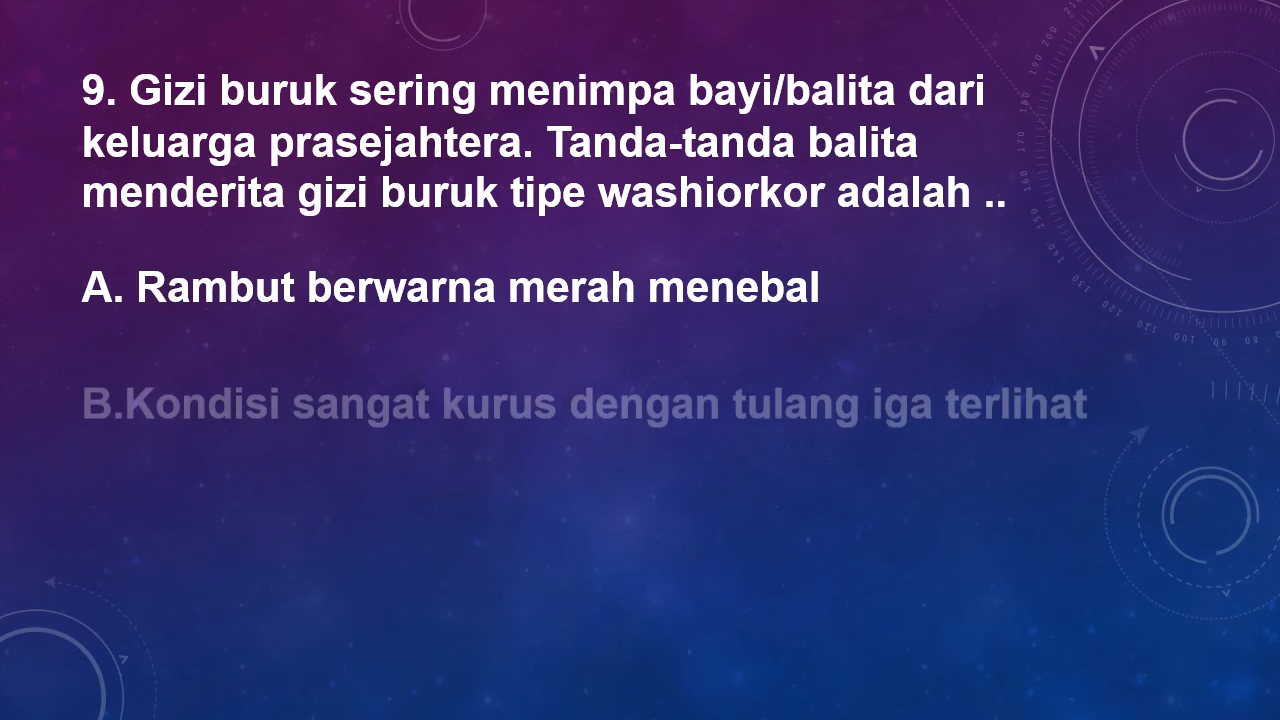 9. Gizi buruk sering menimpa bayi/balita dari
keluarga prasejahtera. Tanda-tanda balita
menderita gizi buruk tipe washiorkor adalah ..
A. Rambut berwarna merah menebal
B.Kondisi sangat kurus dengan tulang iga terlihat